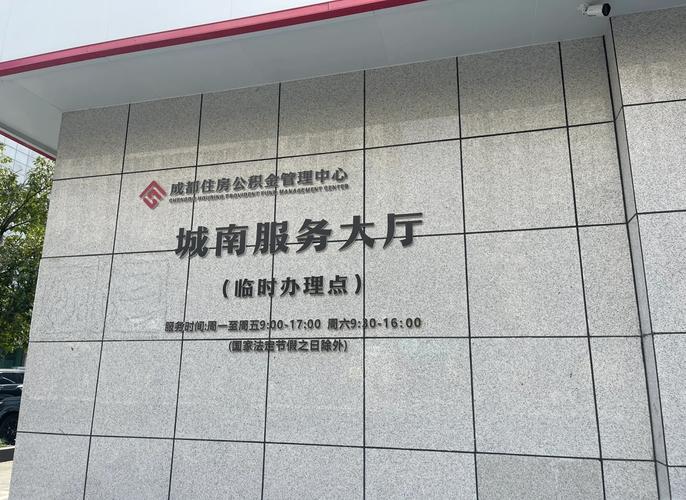 成都住房公积金管理中心
CHENGDU HOUSING PROVIDENT FUND MANAGEMENT CENTER
城南服务大厅
（临时办理点）
服务时间:周一至周五9:00-17:00 周六9:30-16:00
(国家法定节假之日除外)